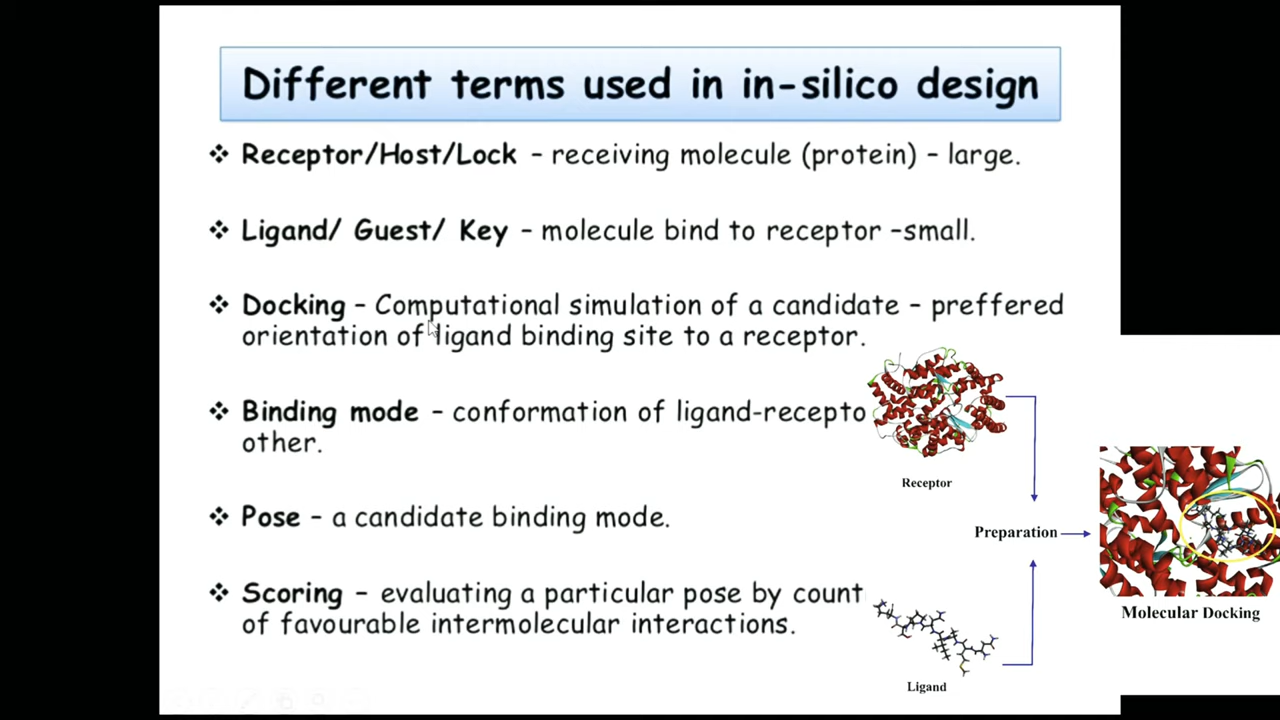 Different terms used in in-silico design
❖ Receptor/Host/Lock – receiving molecule (protein) – large.
❖ Ligand/ Guest/ Key – molecule bind to receptor –small.
❖ Docking – Computational simulation of a candidate – preffered
orientation of ligand binding site to a receptor.
❖ Binding mode – conformation of ligand-recepto
other.
❖ Pose – a candidate binding mode.
❖ Scoring – evaluating a particular pose by count
of favourable intermolecular interactions.
Receptor
Preparation
Molecular Docking
Ligand